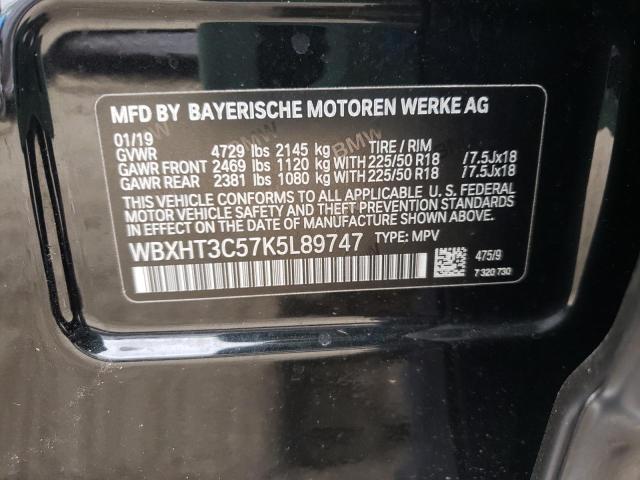 MFD BY BAYERISCHE MOTOREN WERKE AG
01/19
GVWR 4729 lbs 2145 kg TIRE / RIM
GAWR FRONT 2469 lbs 1120 kg WITH 225/50 R18 /7.5Jx18
GAWR REAR 2381 lbs 1080 kg WITH 225/50 R18 /7.5Jx18
THIS VEHICLE CONFORMS TO ALL APPLICABLE U.S. FEDERAL
MOTOR VEHICLE SAFETY STANDARDS IN EFFECT ON THE
DATE OF MANUFACTURE SHOWN ABOVE.
WBXHT3C57K5L89747 TYPE: MPV
475/9
7 320 730